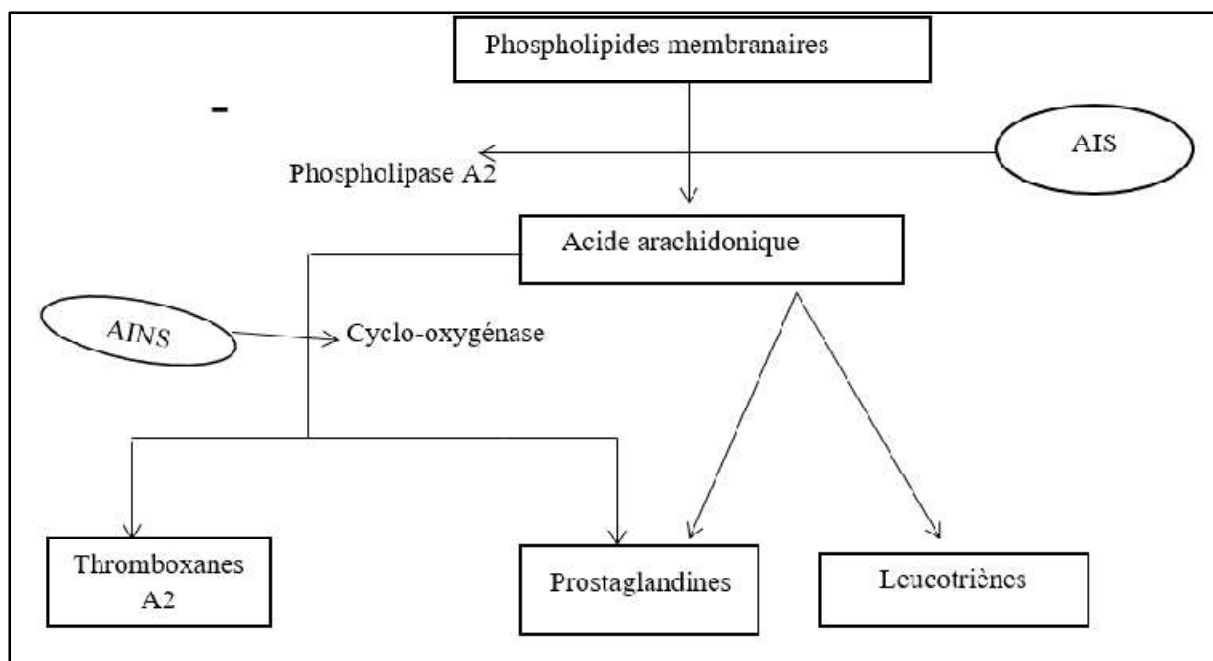 Phospholipides membranaires
-
AIS
Phospholipase A2
Acide arachidonique
AINS
Cyclo-oxygénase
Thromboxanes
A2
Prostaglandines
Leucotriènes